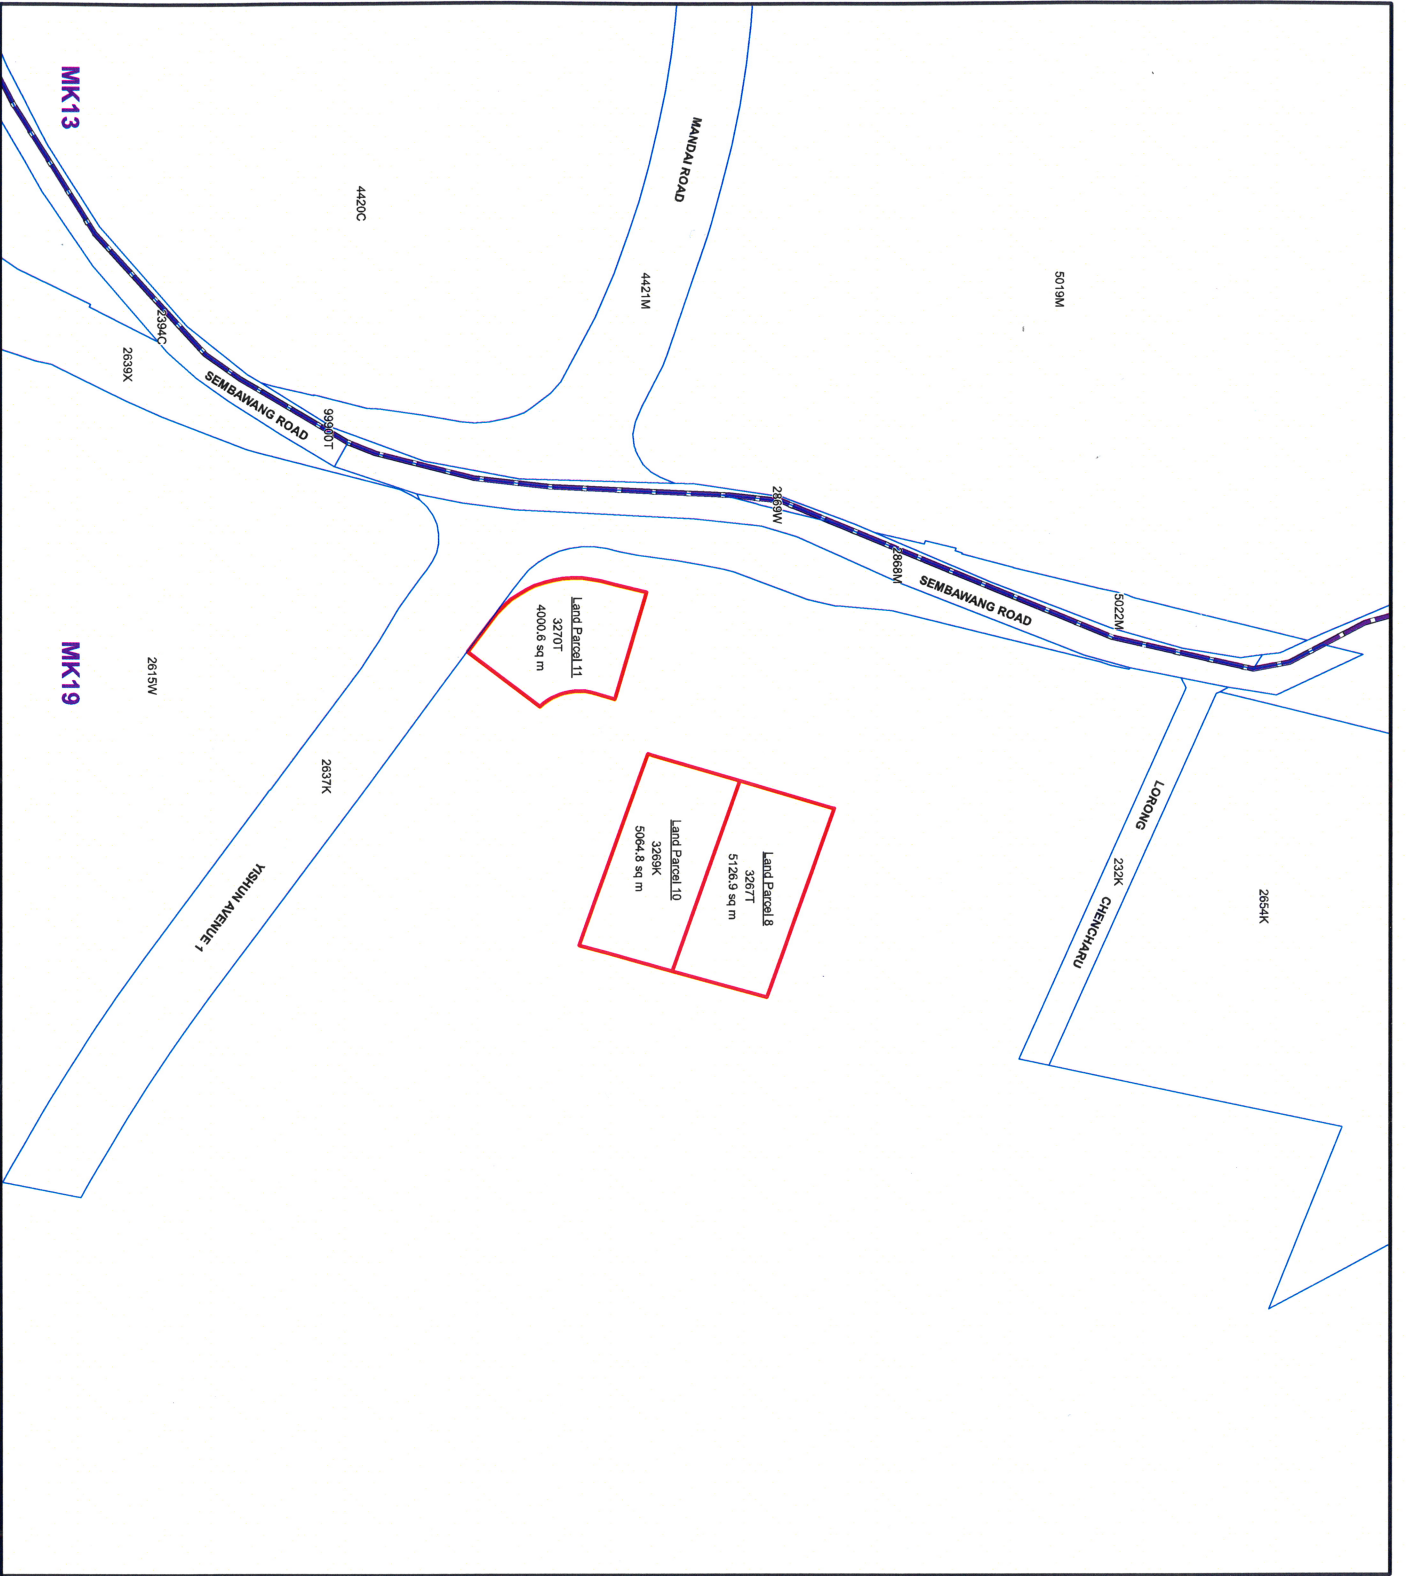 MK13
4420C
MANDAI ROAD
4421M
5019M
2394C
2639X
SEMBAWANG ROAD
99900T
2869W
2868M
SEMBAWANG ROAD
5022M
Land Parcel 11
3270T
4000.6 sq m
MK19
2615W
2637K
YISHUN AVENUE 1
Land Parcel 8
3267T
5126.9 sq m
Land Parcel 10
3269K
5064.8 sq m
LORONG
232K
CHENCHARU
2654K